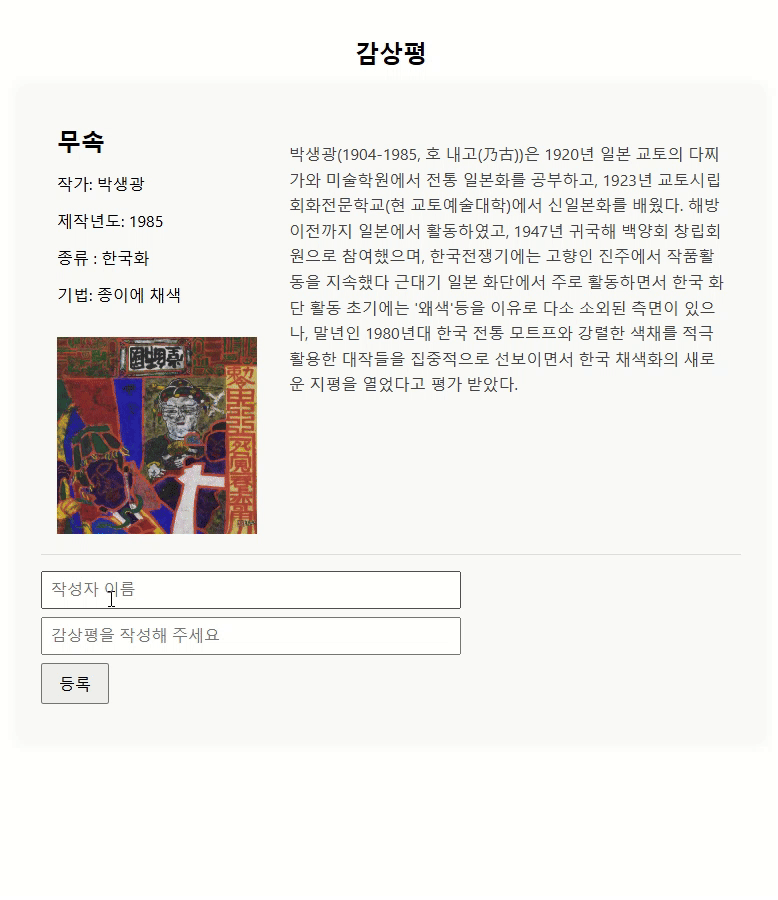 감상평
무속
작가: 박생광
제작년도: 1985
종류 : 한국화
기법: 종이에 채색
박생광(1904-1985, 호 내고(乃古))은 1920년 일본 교토의 다찌
가와 미술학원에서 전통 일본화를 공부하고, 1923년 교토시립
회화전문학교(현 교토예술대학)에서 신일본화를 배웠다. 해방
이전까지 일본에서 활동하였고, 1947년 귀국해 백양회 창립회
원으로 참여했으며, 한국전쟁기에는 고향인 진주에서 작품활
동을 지속했다 근대기 일본 화단에서 주로 활동하면서 한국 화
단 활동 초기에는 '왜색'등을 이유로 다소 소외된 측면이 있으
나, 말년인 1980년대 한국 전통 모트프와 강렬한 색채를 적극
활용한 대작들을 집중적으로 선보이면서 한국 채색화의 새로
운 지평을 열었다고 평가 받았다.
작성자 이름
감상평을 작성해 주세요
등록